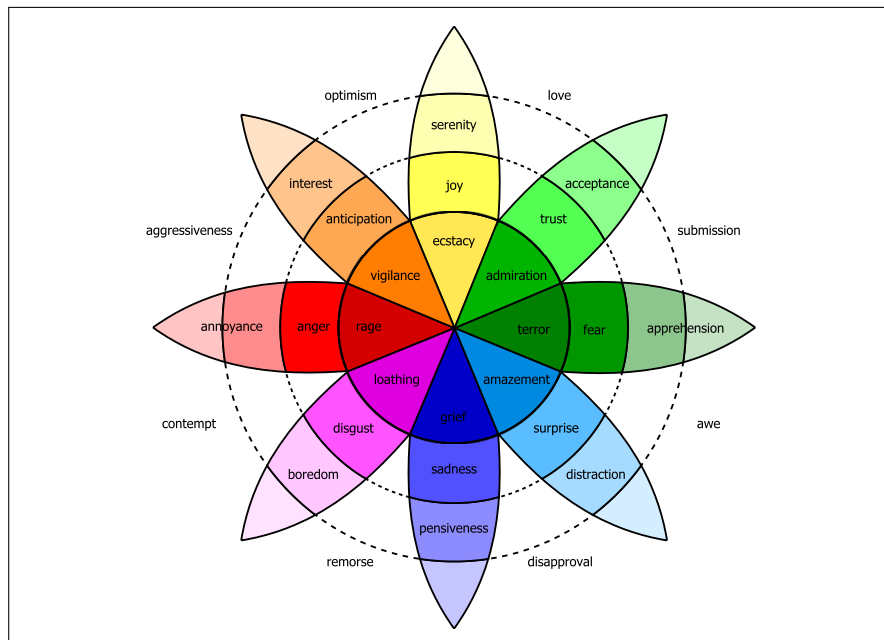 optimism
love
serenity
interest
acceptance
joy
anticipation
trust
aggressiveness
submission
ecstacy
vigilance
admiration
annoyance
anger
rage
terror
fear
apprehension
loathing
amazement
grief
contempt
awe
disgust
surprise
boredom
sadness
distraction
pensiveness
remorse
disapproval